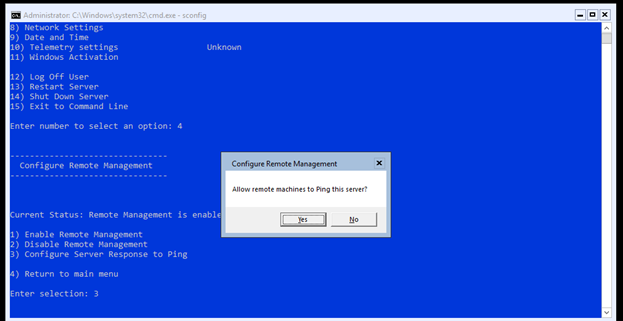 Administrator: C:\Windows\system32\cmd.exe - sconfig
8) Network Settings
9) Date and Time
10) Telemetry settings Unknown
11) Windows Activation
12) Log Off User
13) Restart Server
14) Shut Down Server
15) Exit to Command Line
Enter number to select an option: 4
--------------------------------
Configure Remote Management
--------------------------------
Current Status: Remote Management is enable
1) Enable Remote Management
2) Disable Remote Management
3) Configure Server Response to Ping
4) Return to main menu
Enter selection: 3
Configure Remote Management
Allow remote machines to Ping this server?
Yes
No